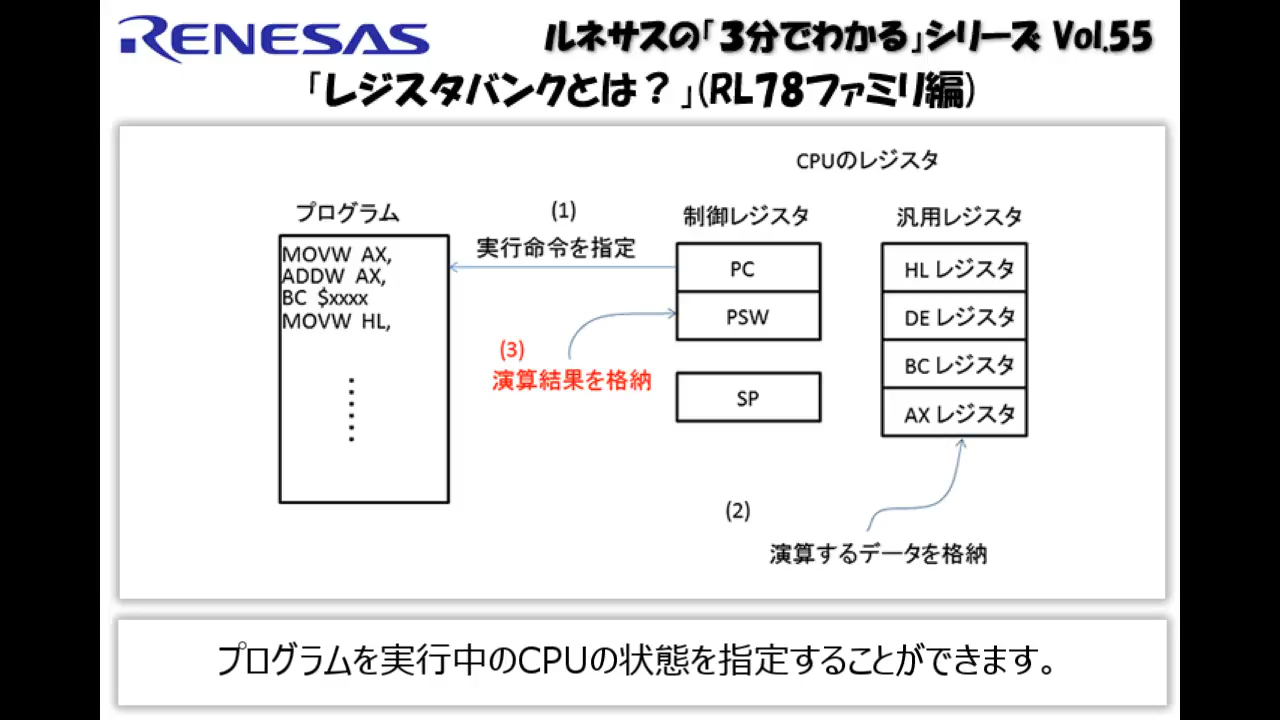 RENESAS
ルネサスの「３分でわかる」シリーズ Vol.55
「レジスタバンクとは？」(RL78ファミリ編)
CPUのレジスタ
プログラム
(1)
制御レジスタ
汎用レジスタ
実行命令を指定
MOVW AX,
ADDW AX,
BC $xxxx
MOVW HL,
PC
PSW
SP
HL レジスタ
DE レジスタ
BC レジスタ
AX レジスタ
(3)
演算結果を格納
(2)
演算するデータを格納
プログラムを実行中のCPUの状態を指定することができます。